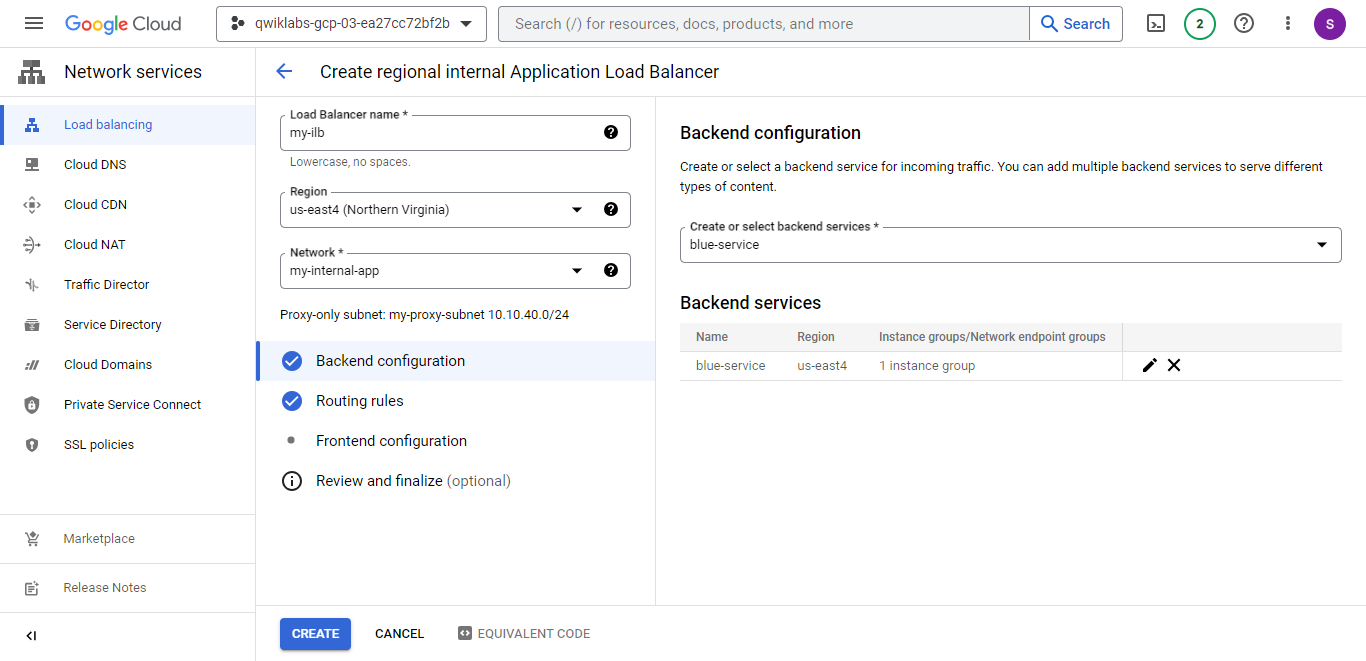 Google Cloud
qwiklabs-gcp-03-ea27cc72bf2b
Search (/) for resources, docs, products, and more
Search
2
S
Network services
Create regional internal Application Load Balancer
Load balancing
Cloud DNS
Cloud CDN
Cloud NAT
Traffic Director
Service Directory
Cloud Domains
Private Service Connect
SSL policies
Marketplace
Release Notes
Load Balancer name *
my-ilb
Lowercase, no spaces.
Region
us-east4 (Northern Virginia)
Network *
my-internal-app
Proxy-only subnet: my-proxy-subnet 10.10.40.0/24
Backend configuration
Routing rules
Frontend configuration
Review and finalize (optional)
Backend configuration
Create or select a backend service for incoming traffic. You can add multiple backend services to serve different
types of content.
Create or select backend services *
blue-service
Backend services
Name Region Instance groups/Network endpoint groups
blue-service us-east4 1 instance group
CREATE CANCEL EQUIVALENT CODE